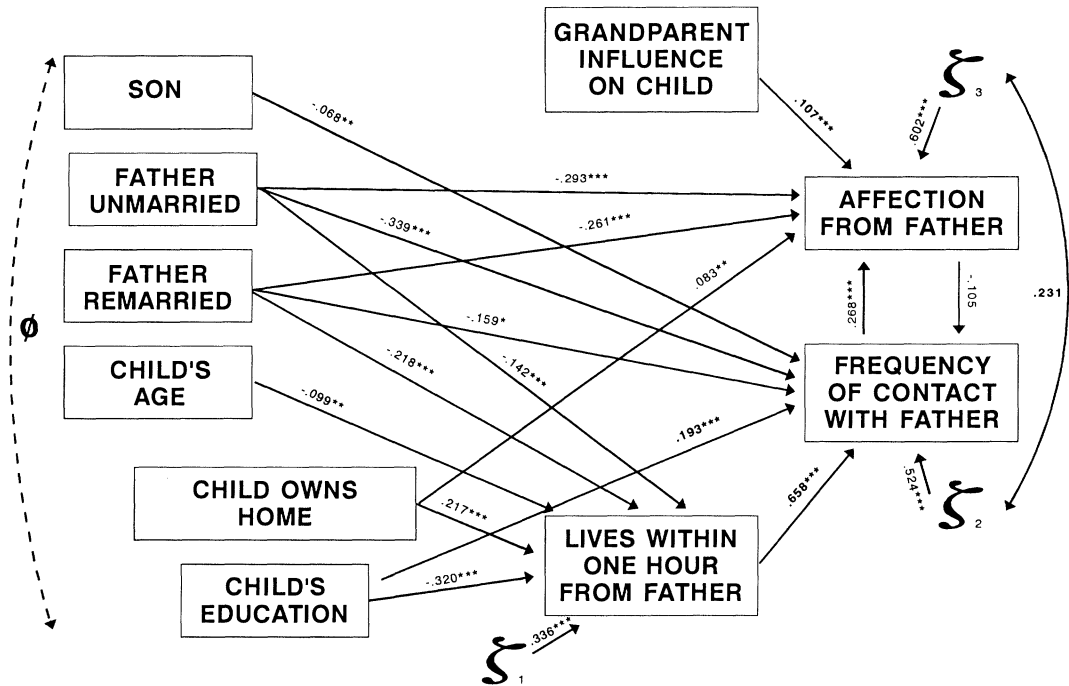 GRANDPARENT
INFLUENCE
ON CHILD
SON
FATHER
UNMARRIED
FATHER
REMARRIED
CHILD'S
AGE
CHILD OWNS
HOME
CHILD'S
EDUCATION
AFFECTION
FROM FATHER
FREQUENCY
OF CONTACT
WITH FATHER
LIVES WITHIN
ONE HOUR
FROM FATHER
Ø
-.068**
.107***
.602***
ζ3
-.293***
-.339***
-.261***
.083**
.268***
-.105
.231
-.159*
-.218***
-.142***
-.099**
.193***
.217***
-.320***
.658***
.524***
ζ2
.336***
ζ1